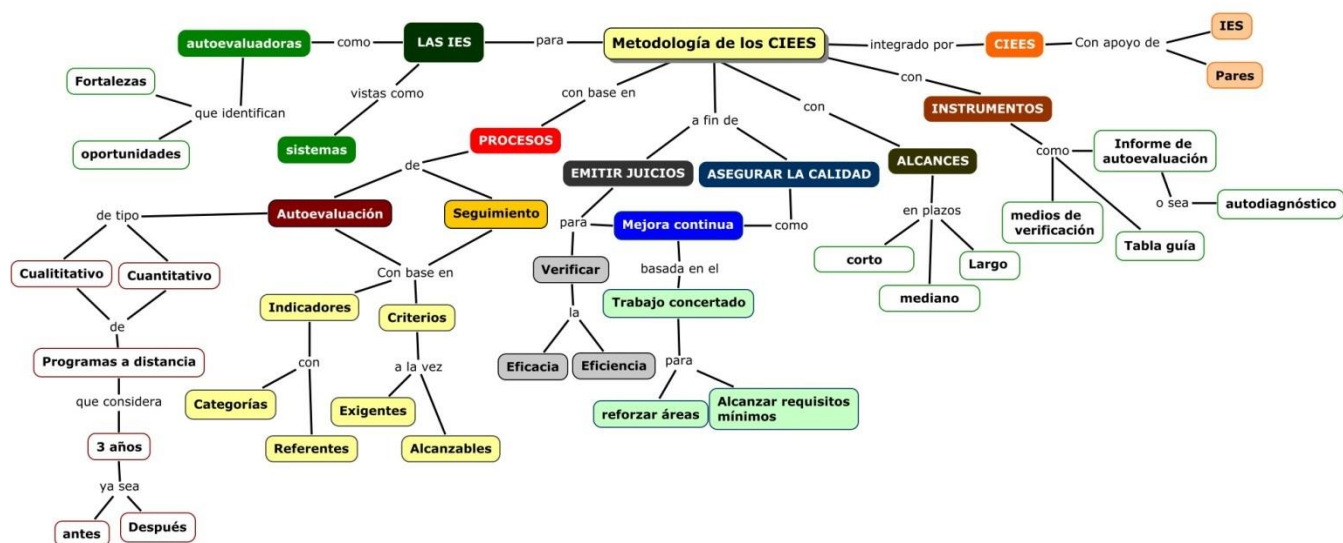 IES
autoevaluadoras
como
LAS IES
para
Metodología de los CIEES
integrado por
CIEES
Con apoyo de
Fortalezas
Pares
vistas como
con base en
con
que identifican
con
INSTRUMENTOS
a fin de
oportunidades
sistemas
PROCESOS
como
Informe de
autoevaluación
EMITIR JUICIOS
ASEGURAR LA CALIDAD
ALCANCES
de
o sea
autodiagnóstico
de tipo
Autoevaluación
Seguimiento
para
Mejora continua
como
en plazos
medios de
verificación
Tabla guía
corto
Largo
Cualititativo
Cuantitativo
Con base en
Verificar
basada en el
mediano
Indicadores
Criterios
Trabajo concertado
de
la
Programas a distancia
con
a la vez
Eficacia
Eficiencia
para
que considera
Categorías
Exigentes
reforzar áreas
Alcanzar requisitos
mínimos
3 años
Referentes
Alcanzables
ya sea
antes
Después